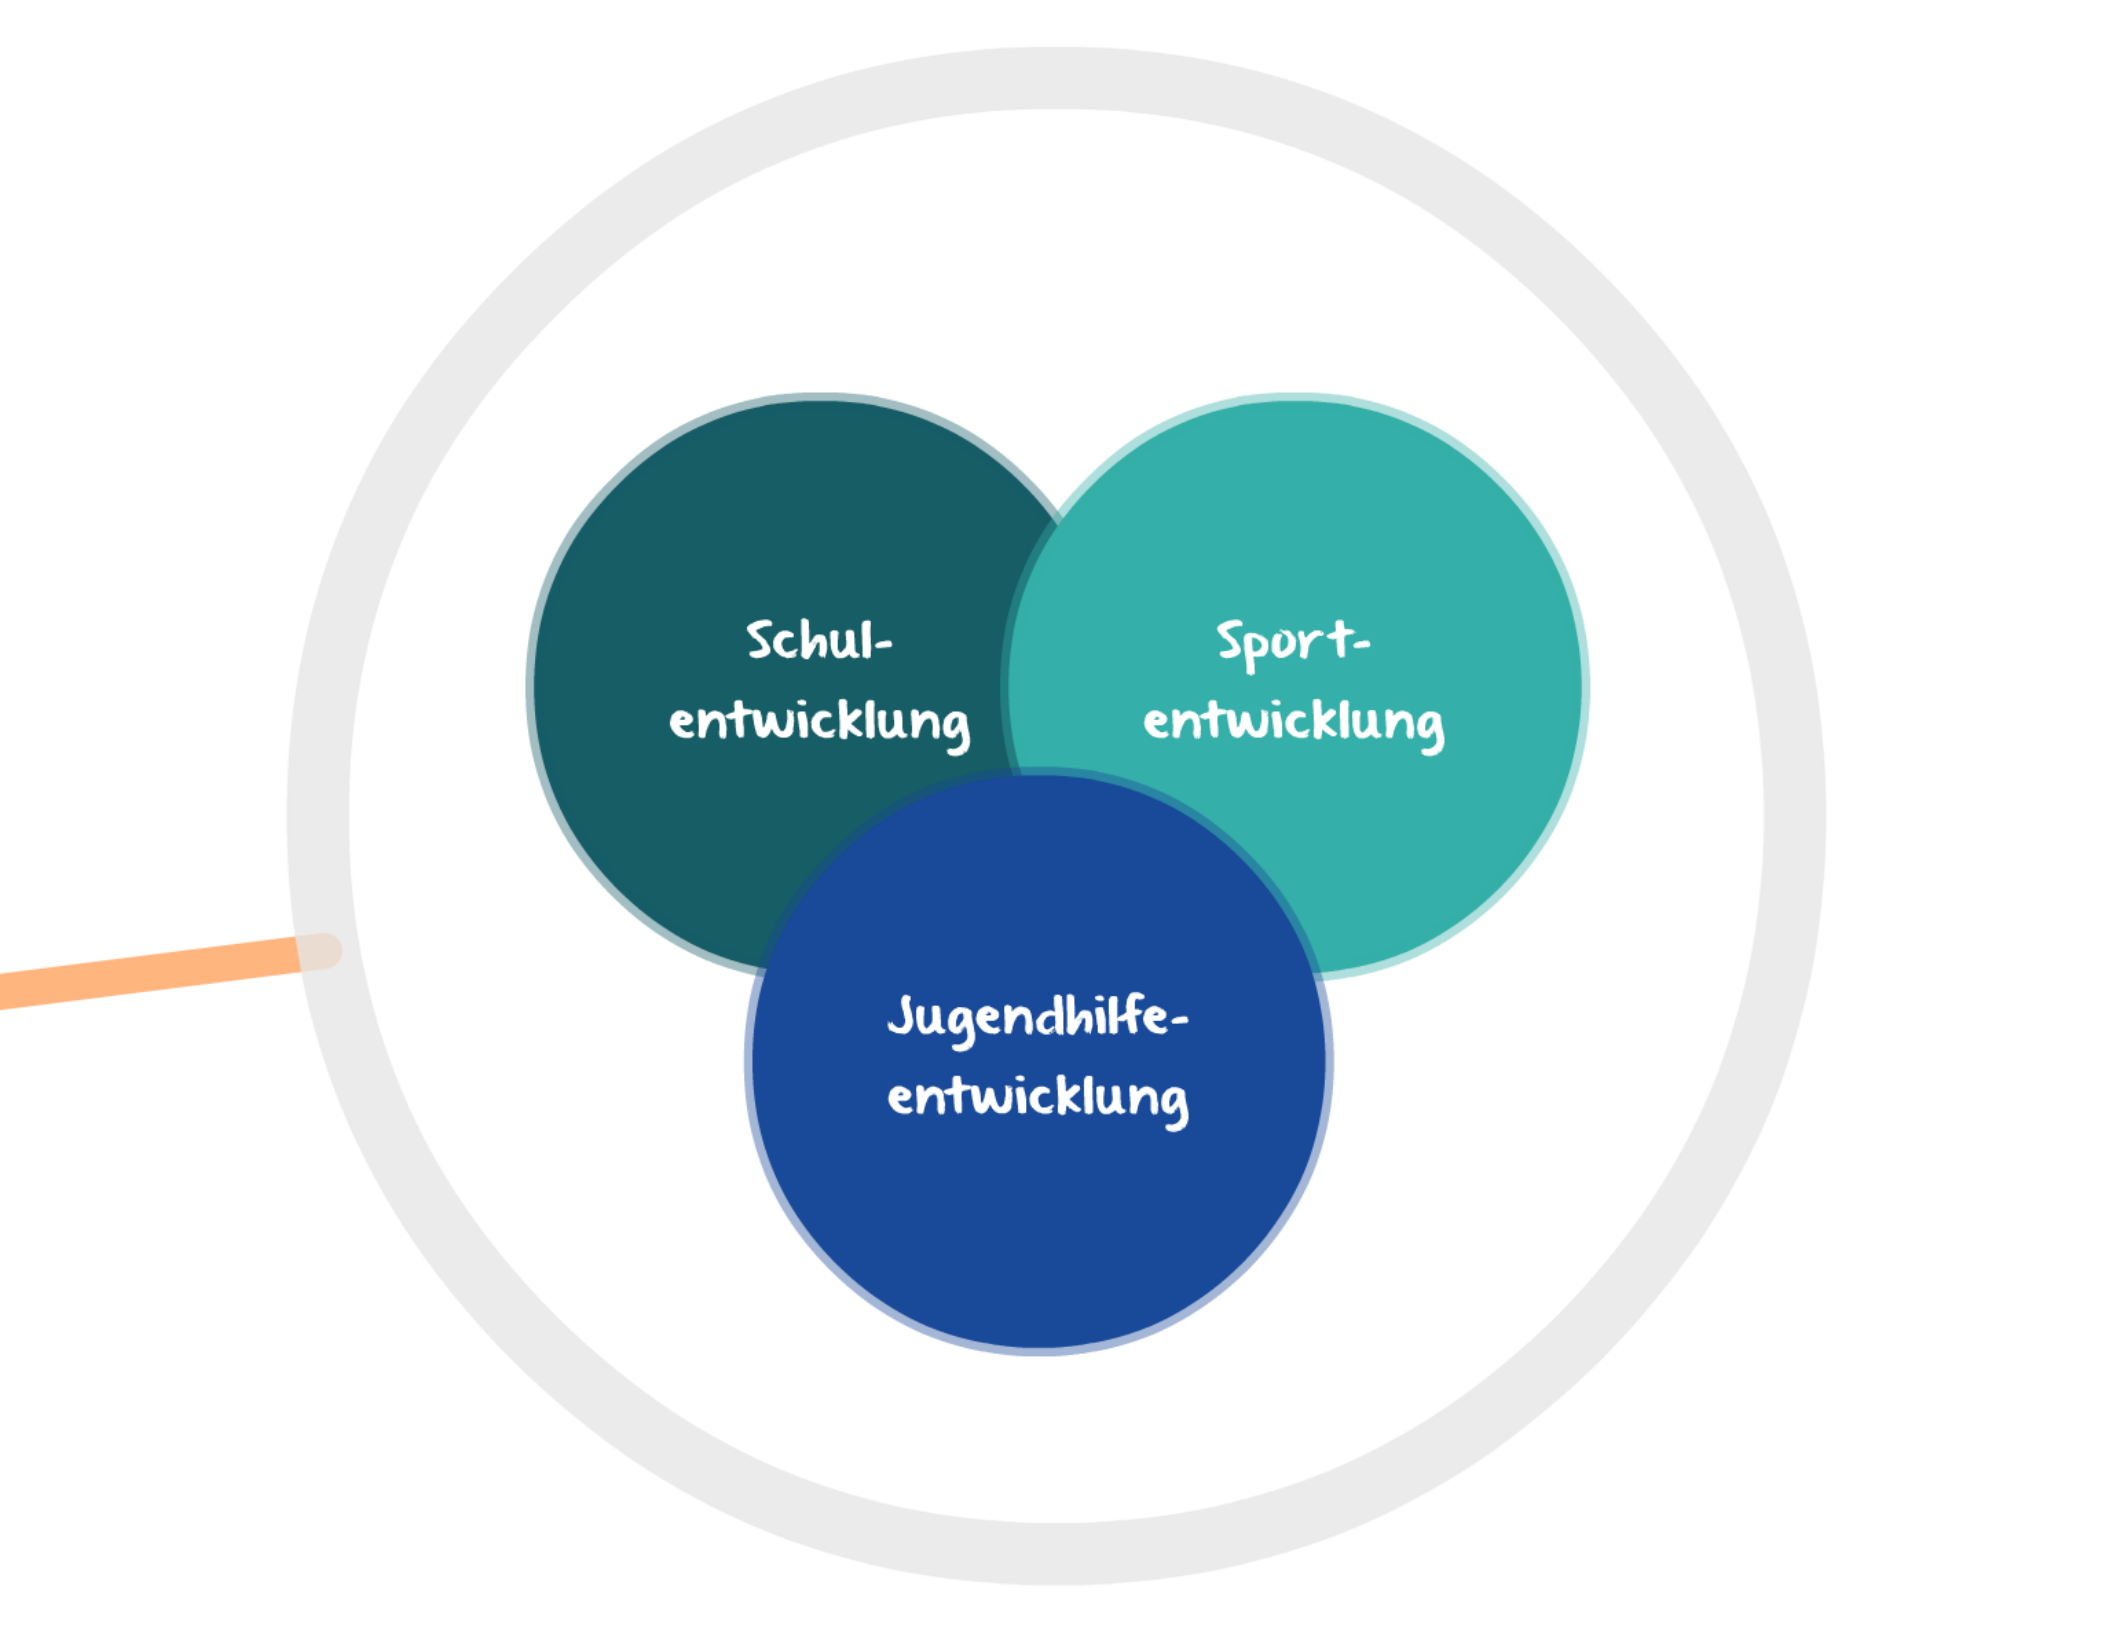 Schul-
entwicklung
Sport-
entwicklung
Jugendhilfe-
entwicklung